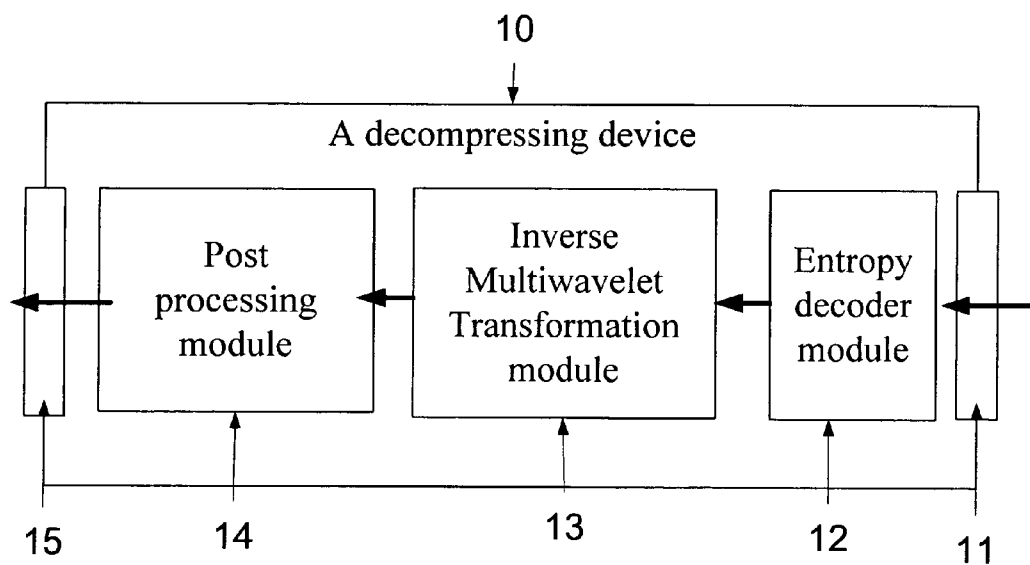 10
A decompressing device
Post
processing
module
Inverse
Multiwavelet
Transformation
module
Entropy
decoder
module
15
14
13
12
11